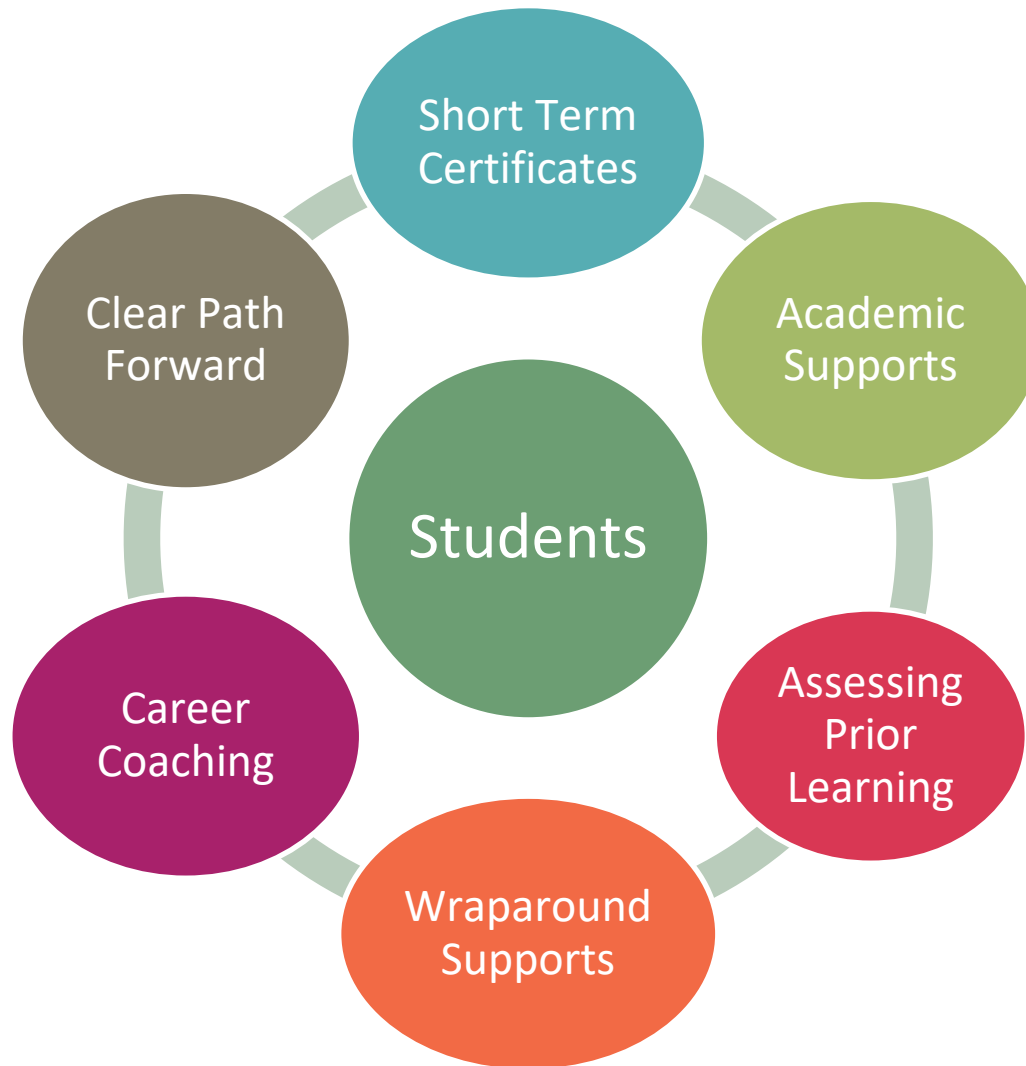 Short Term
Certificates
Academic
Supports
Assessing
Prior
Learning
Wraparound
Supports
Career
Coaching
Clear Path
Forward
Students